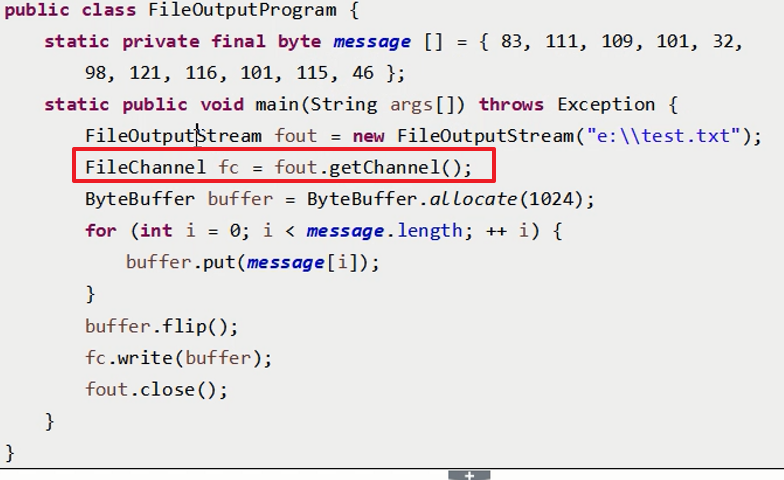 public class FileOutputProgram {
static private final byte message [] = { 83, 111, 109, 101, 32,
98, 121, 116, 101, 115, 46 };
static public void main(String args[]) throws Exception {
FileOutputStream fout = new FileOutputStream("e:\\test.txt");
FileChannel fc = fout.getChannel();
ByteBuffer buffer = ByteBuffer.allocate(1024);
for (int i = 0; i < message.length; ++ i) {
buffer.put(message[i]);
}
buffer.flip();
fc.write(buffer);
fout.close();
}
}